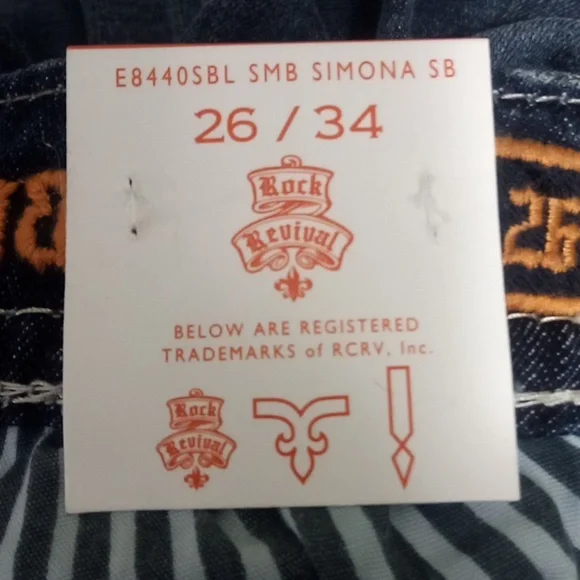 E8440SBL SMB SIMONA SB
26 / 34
Rock
Revival
BELOW ARE REGISTERED
TRADEMARKS of RCRV, Inc.
Rock
Revival